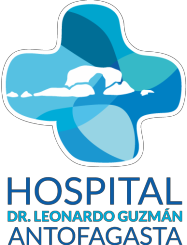 HOSPITAL
DR. LEONARDO GUZMÁN
ANTOFAGASTA